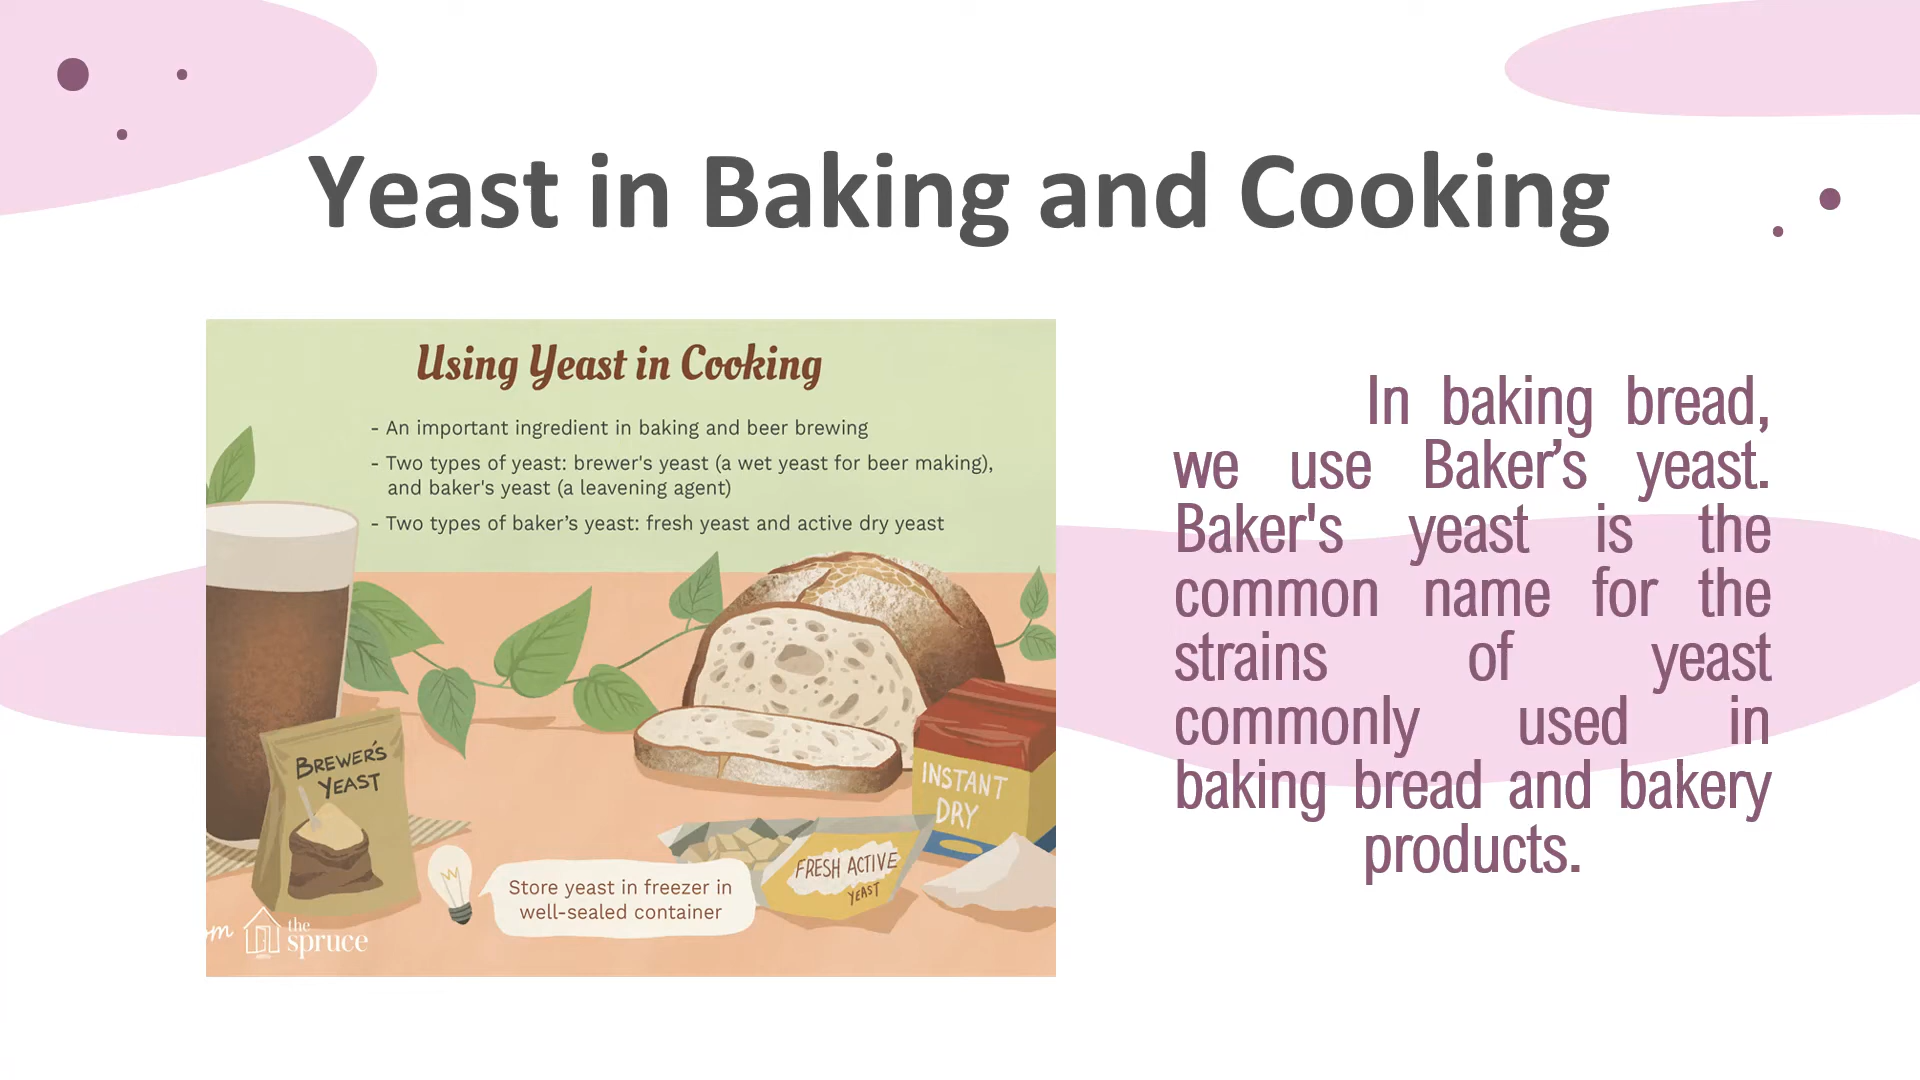 Yeast in Baking and Cooking
Using Yeast in Cooking
- An important ingredient in baking and beer brewing
- Two types of yeast: brewer's yeast (a wet yeast for beer making),
and baker's yeast (a leavening agent)
- Two types of baker’s yeast: fresh yeast and active dry yeast
BREWER'S
YEAST
INSTANT
DRY
FRESH ACTIVE
YEAST
Store yeast in freezer in
well-sealed container
om
the
spruce
In baking bread,
we use Baker’s yeast.
Baker's yeast is the
common name for the
strains of yeast
commonly used in
baking bread and bakery
products.